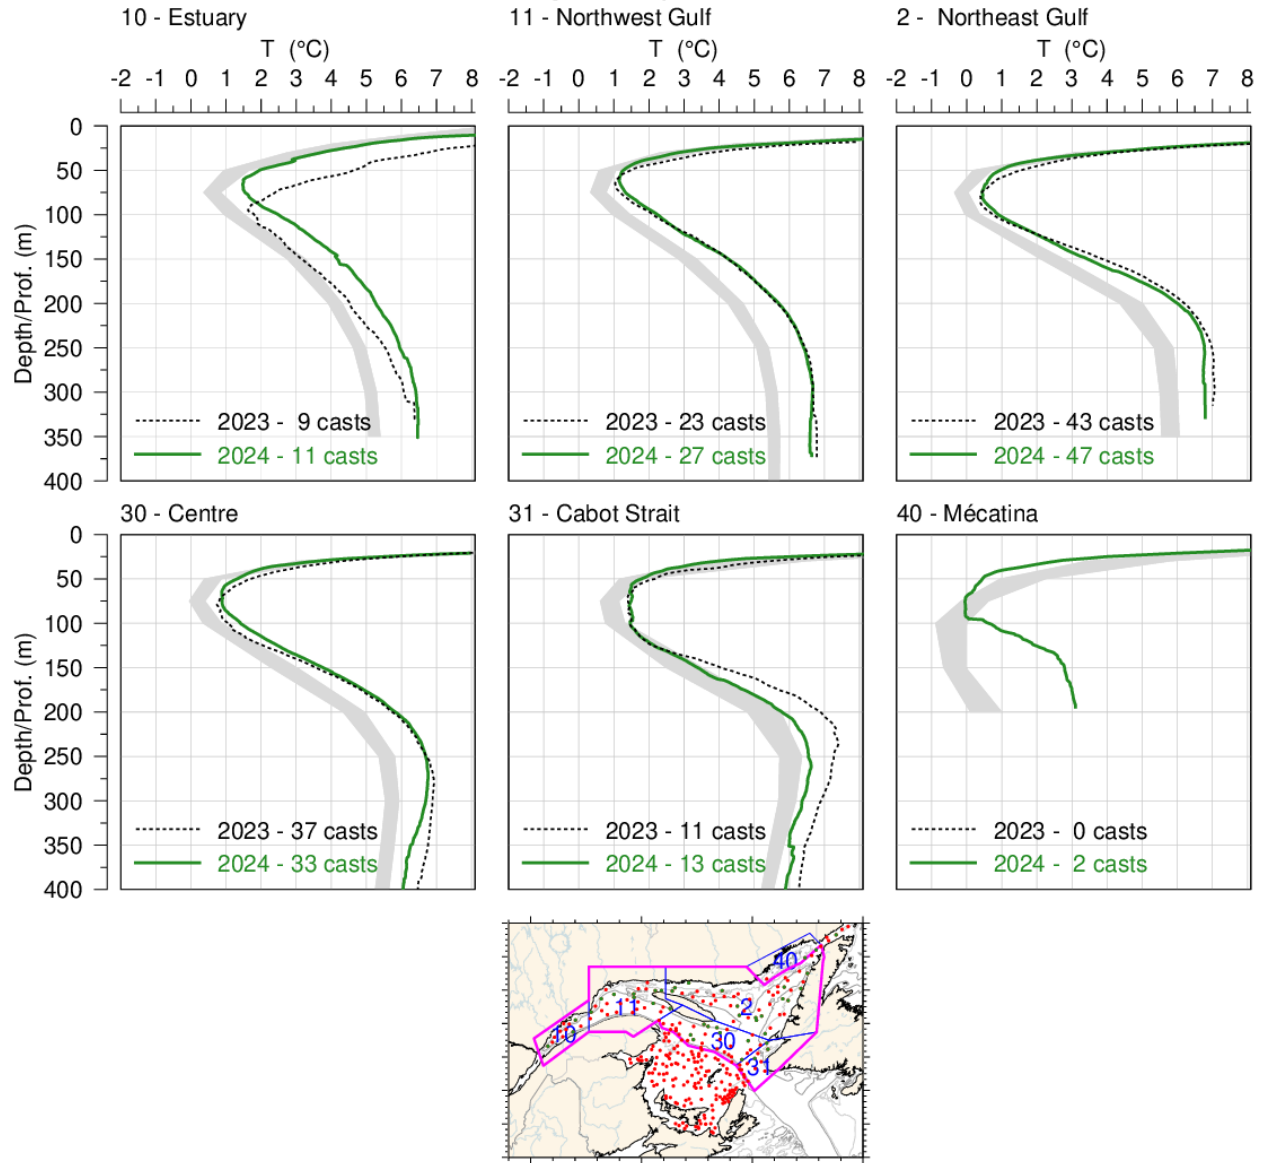 10 - Estuary
T (°C)
-2 -1 0 1 2 3 4 5 6 7 8
11 - Northwest Gulf
T (°C)
-2 -1 0 1 2 3 4 5 6 7 8
2 - Northeast Gulf
T (°C)
-2 -1 0 1 2 3 4 5 6 7 8
Depth/Prof. (m)
0
50
100
150
200
250
300
350
400
2023 - 9 casts
2024 - 11 casts
2023 - 23 casts
2024 - 27 casts
2023 - 43 casts
2024 - 47 casts
30 - Centre
31 - Cabot Strait
40 - Mécatina
Depth/Prof. (m)
0
50
100
150
200
250
300
350
400
2023 - 37 casts
2024 - 33 casts
2023 - 11 casts
2024 - 13 casts
2023 - 0 casts
2024 - 2 casts
40
11
2
10
30
31